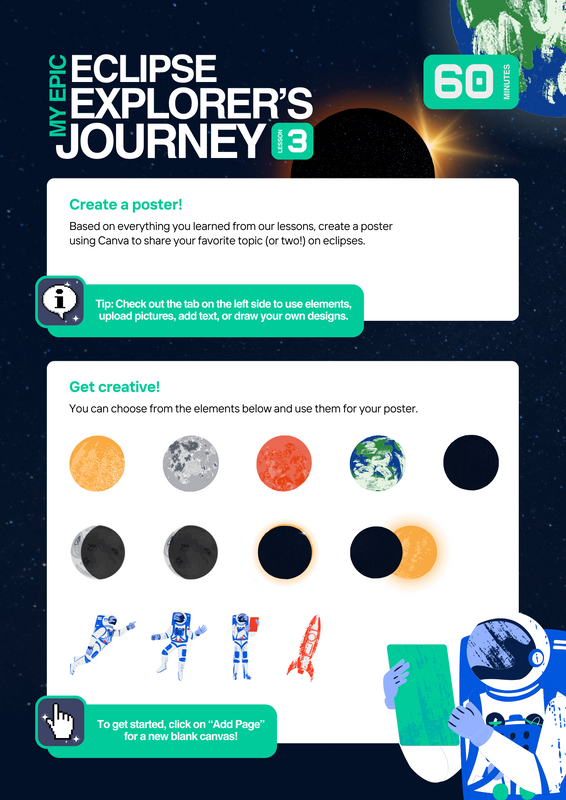 MY EPIC
ECLIPSE
EXPLORER'S
JOURNEY
LESSON
3
60
MINUTES
Create a poster!
Based on everything you learned from our lessons, create a poster
using Canva to share your favorite topic (or two!) on eclipses.
i
Tip: Check out the tab on the left side to use elements,
upload pictures, add text, or draw your own designs.
Get creative!
You can choose from the elements below and use them for your poster.
To get started, click on “Add Page”
for a new blank canvas!